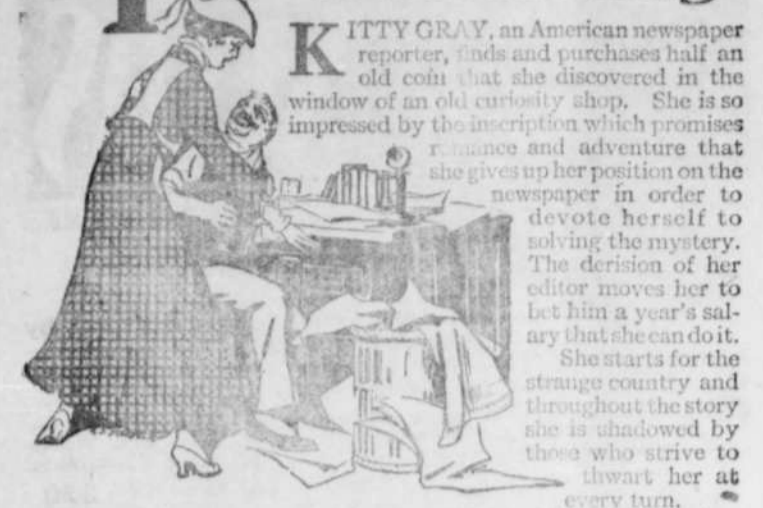 KITTY GRAY, an American newspaper
reporter, finds and purchases half an
old coin that she discovered in the
window of an old curiosity shop. She is so
impressed by the inscription which promises
romance and adventure that
she gives up her position on the
newspaper in order to
devote herself to
solving the mystery.
The derision of her
editor moves her to
bet him a year's sal-
ary that she can do it.
She starts for the
strange country and
throughout the story
she is shadowed by
those who strive to
thwart her at
every turn.